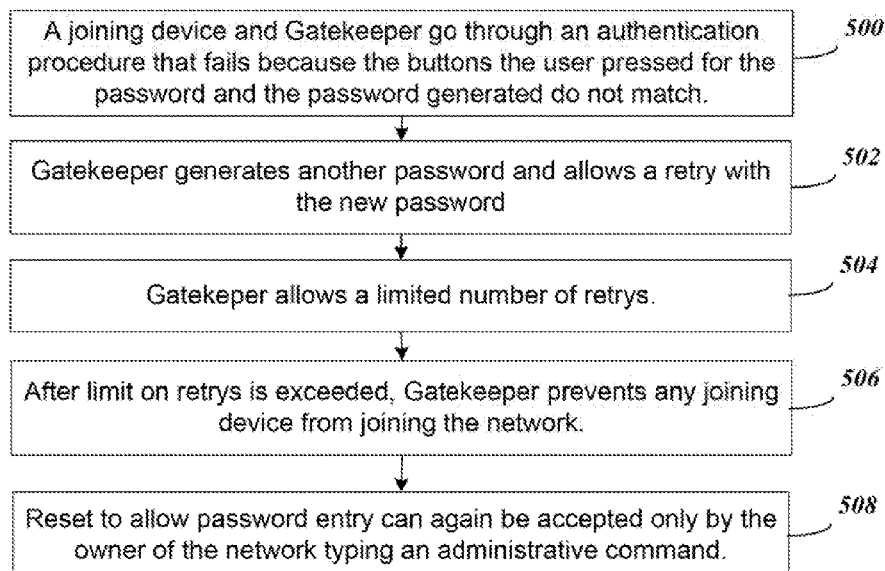 A joining device and Gatekeeper go through an authentication
procedure that fails because the buttons the user pressed for the
password and the password generated do not match.
500
Gatekeeper generates another password and allows a retry with
the new password
502
Gatekeper allows a limited number of retrys.
504
After limit on retrys is exceeded, Gatekeeper prevents any joining
device from joining the network.
506
Reset to allow password entry can again be accepted only by the
owner of the network typing an administrative command.
508